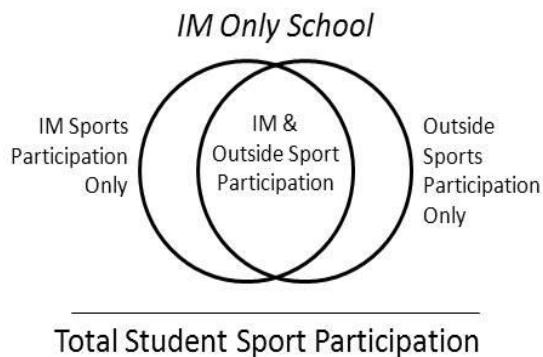 IM Only School
IM Sports
Participation
Only
IM &
Outside Sport
Participation
Outside
Sports
Participation
Only
Total Student Sport Participation